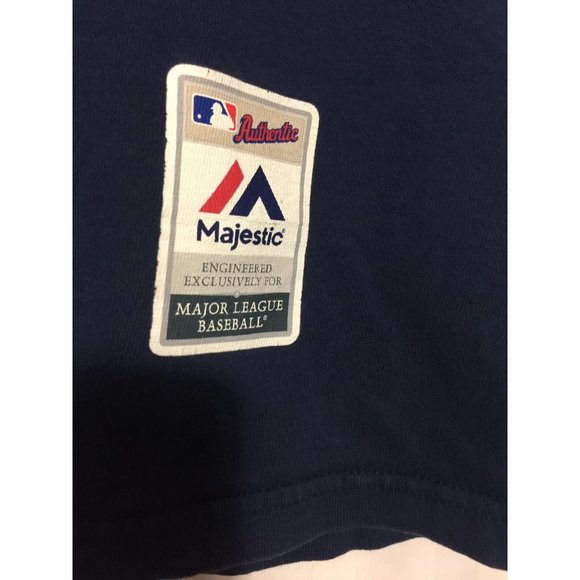 Authentic
Majestic®
ENGINEERED
EXCLUSIVELY FOR
MAJOR LEAGUE
BASEBALL®